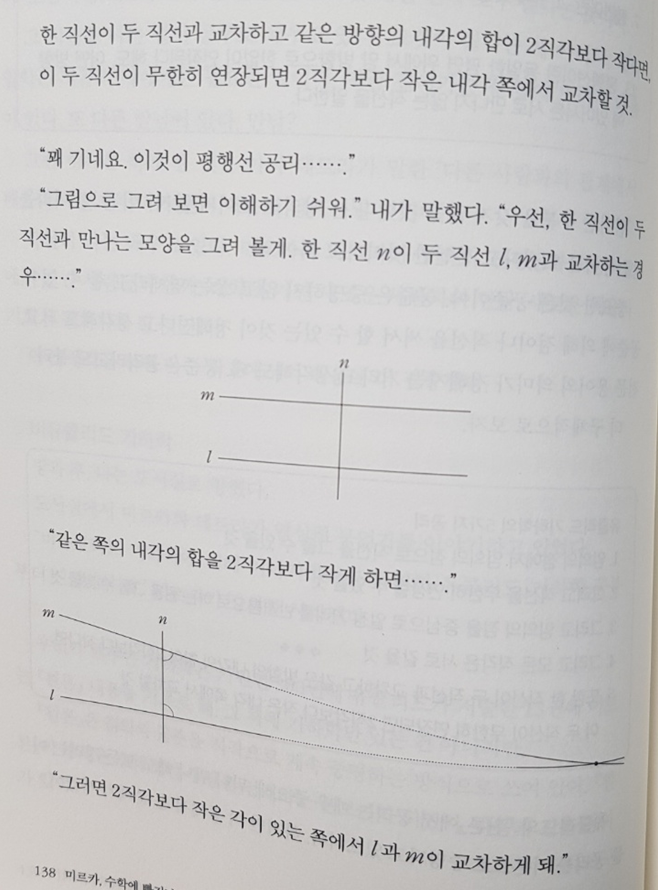 한 직선이 두 직선과 교차하고 같은 방향의 내각의 합이 2직각보다 작다면,
이 두 직선이 무한히 연장되면 2직각보다 작은 내각 쪽에서 교차할 것.
“꽤 기네요. 이것이 평행선 공리…….”
“그림으로 그려 보면 이해하기 쉬워.” 내가 말했다. “우선, 한 직선이 두
직선과 만나는 모양을 그려 볼게. 한 직선 n이 두 직선 l, m과 교차하는 경
우…….”
n
m
l
“같은 쪽의 내각의 합을 2직각보다 작게 하면…….”
m
n
l
“그러면 2직각보다 작은 각이 있는 쪽에서 l과 m이 교차하게 돼.”
138 미르카, 수학에